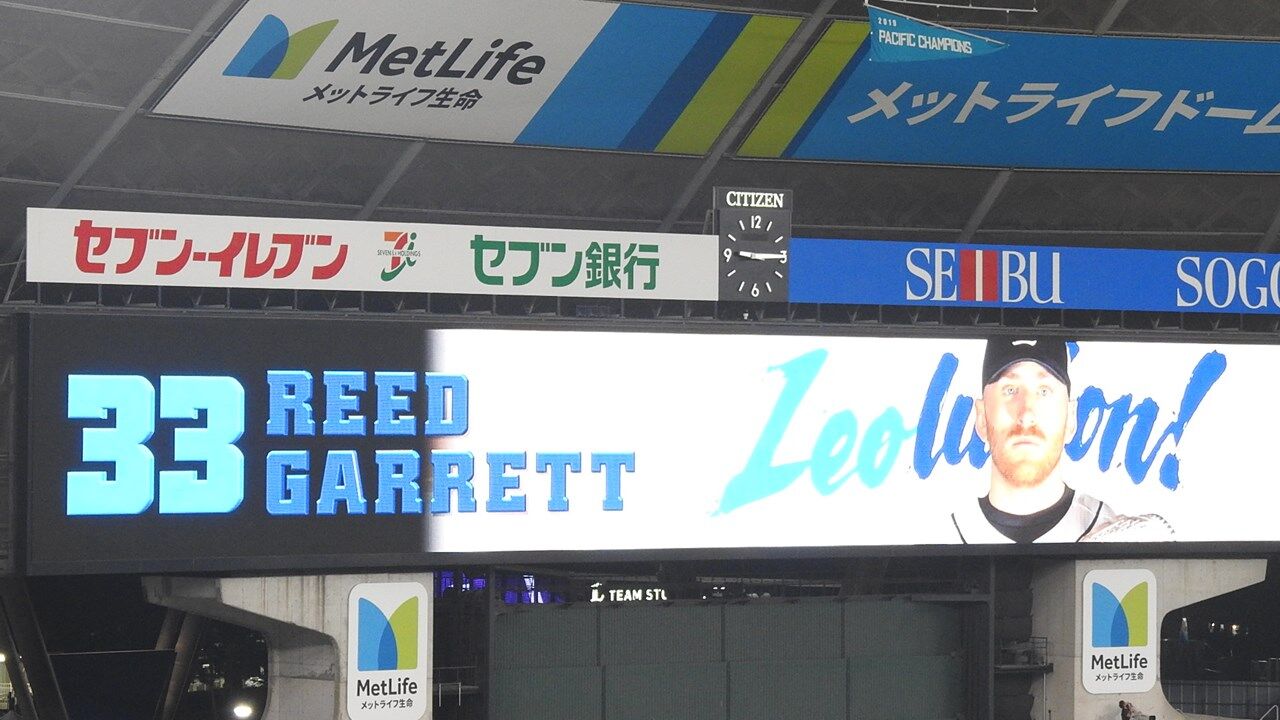 2019
PACIFIC CHAMPIONS
MetLife
メットライフ生命
メットライフドーム
CITIZEN
12
9
3
6
セブン-イレブン
SEVEN & i HOLDINGS
セブン銀行
SEIBU
SOGO
33
REED
GARRETT
Leolution!
L TEAM STO
MetLife
メットライフ生命
MetLife
メットライフ生命